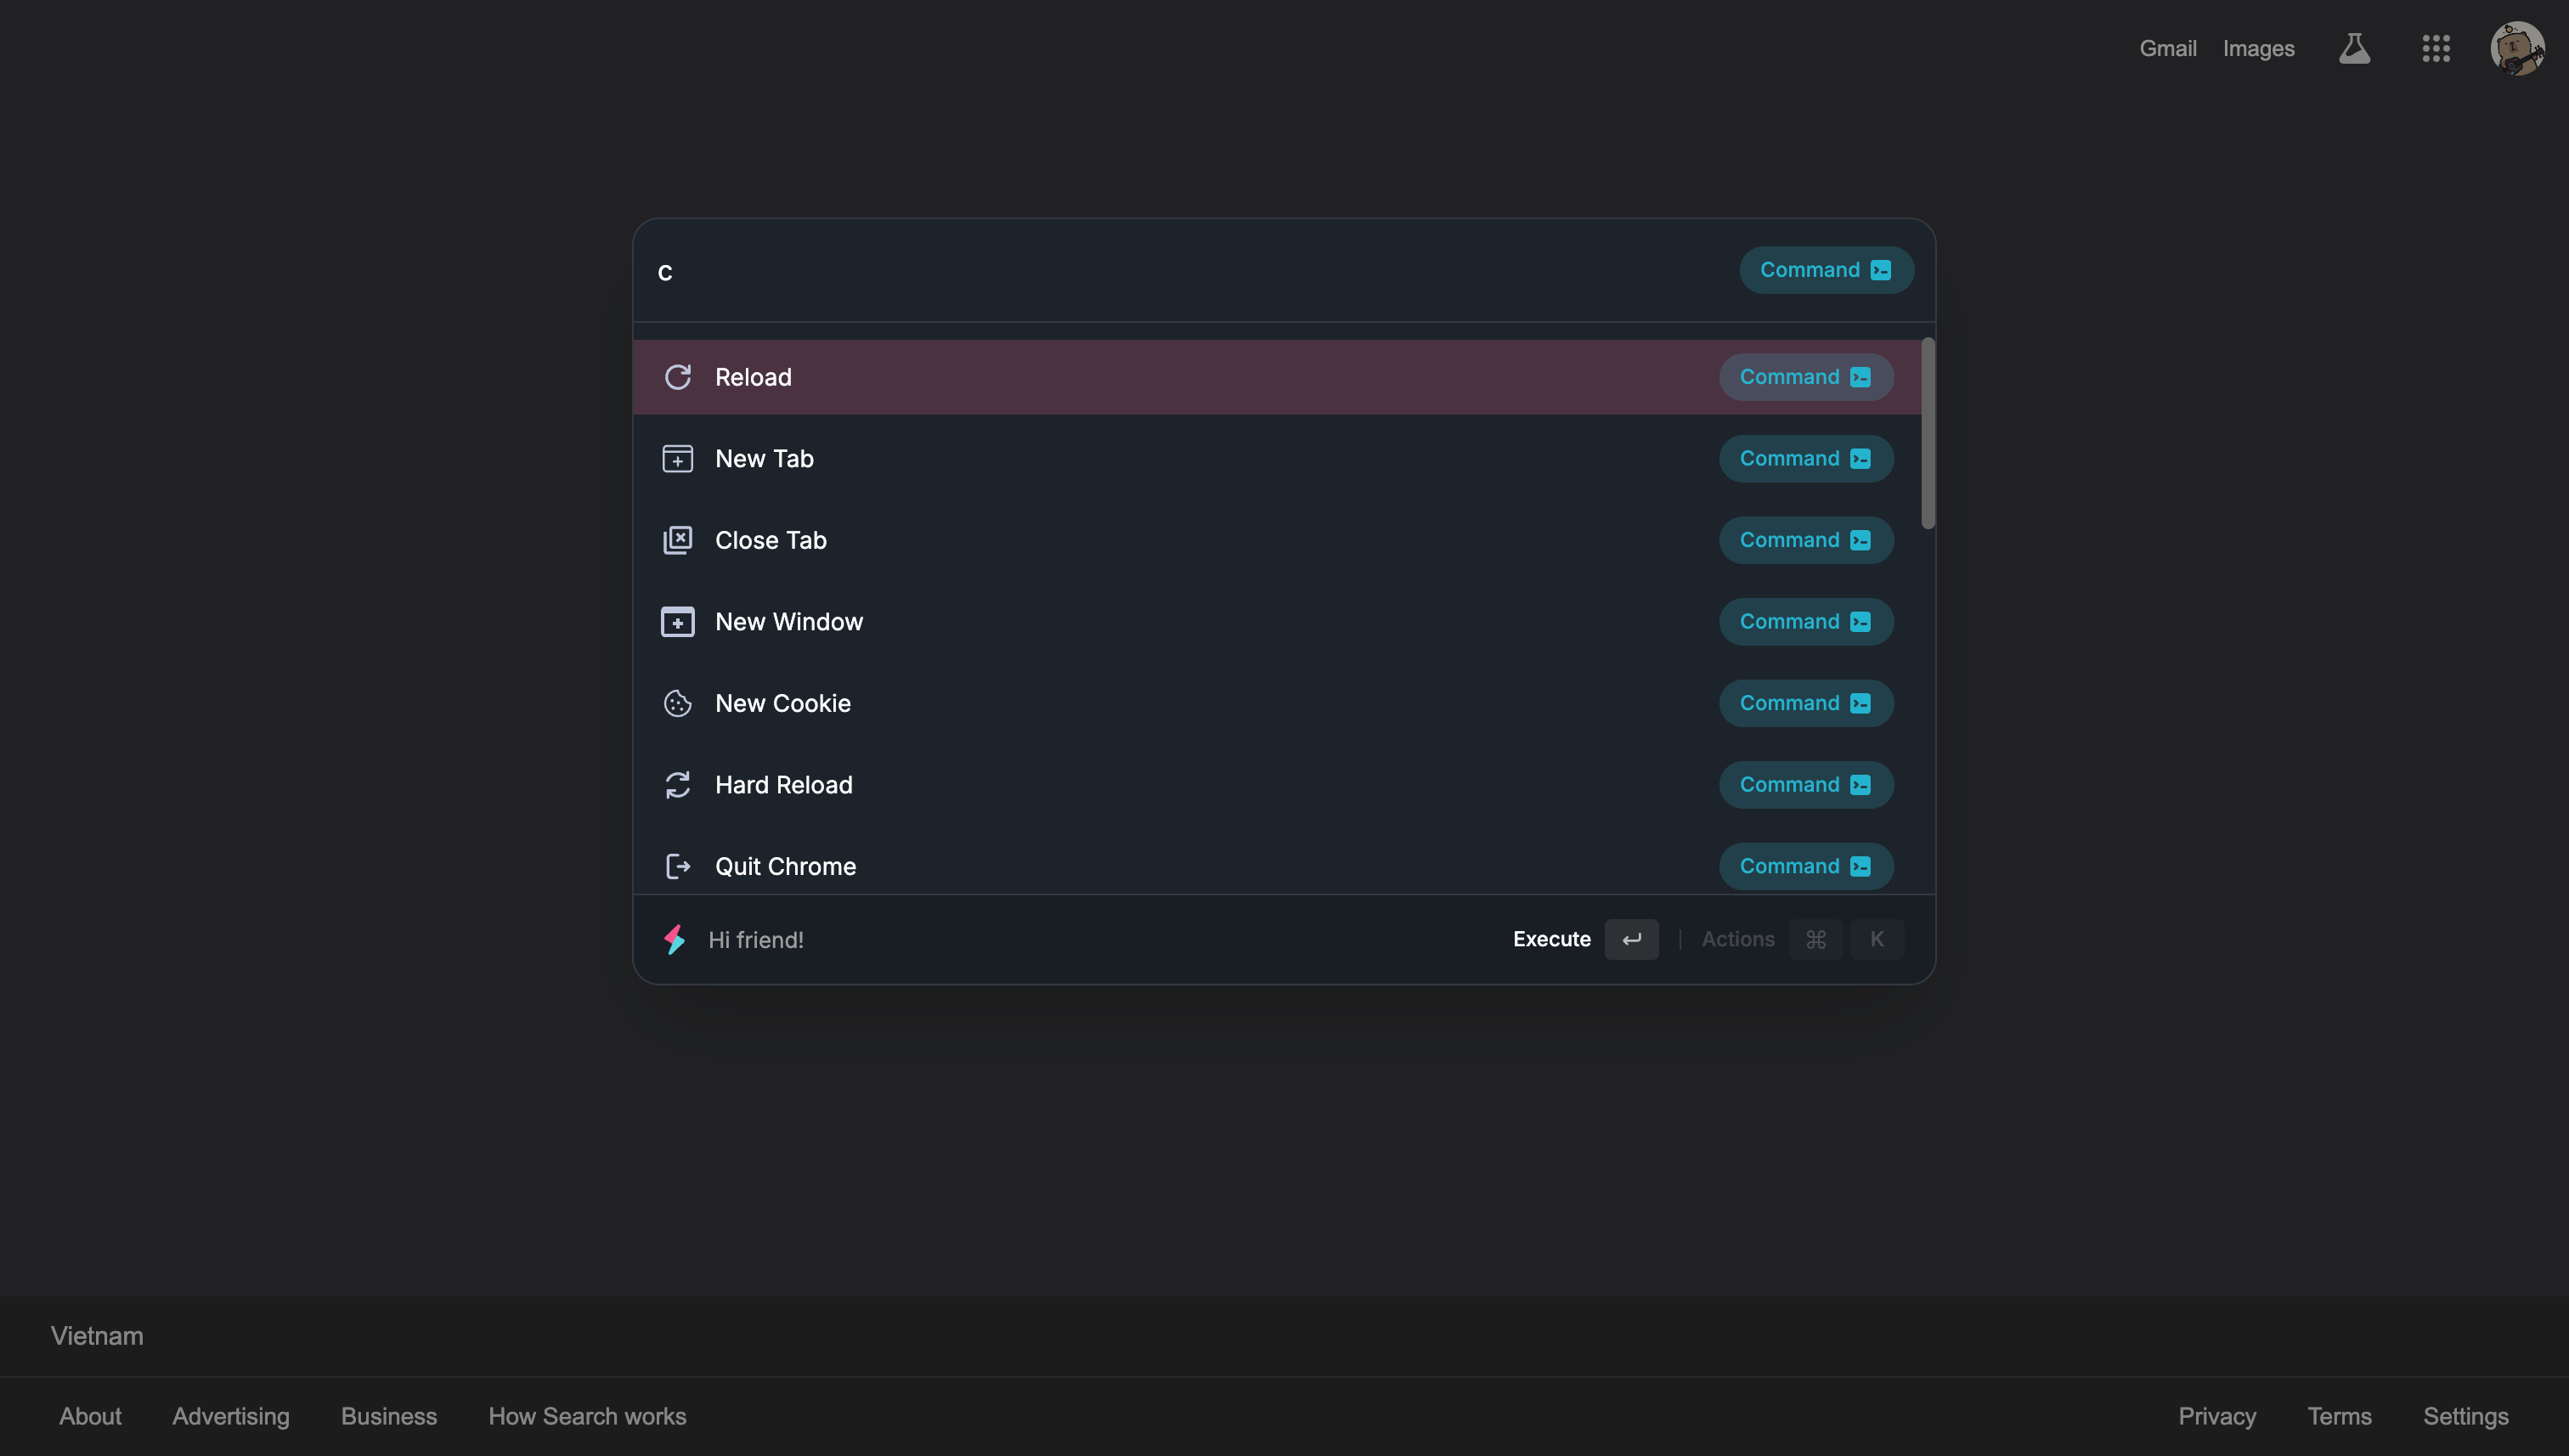 Gmail Images
c Command
Reload Command
New Tab Command
Close Tab Command
New Window Command
New Cookie Command
Hard Reload Command
Quit Chrome Command
Hi friend! Execute ↵ | Actions ⌘ K
Vietnam
About Advertising Business How Search works Privacy Terms Settings